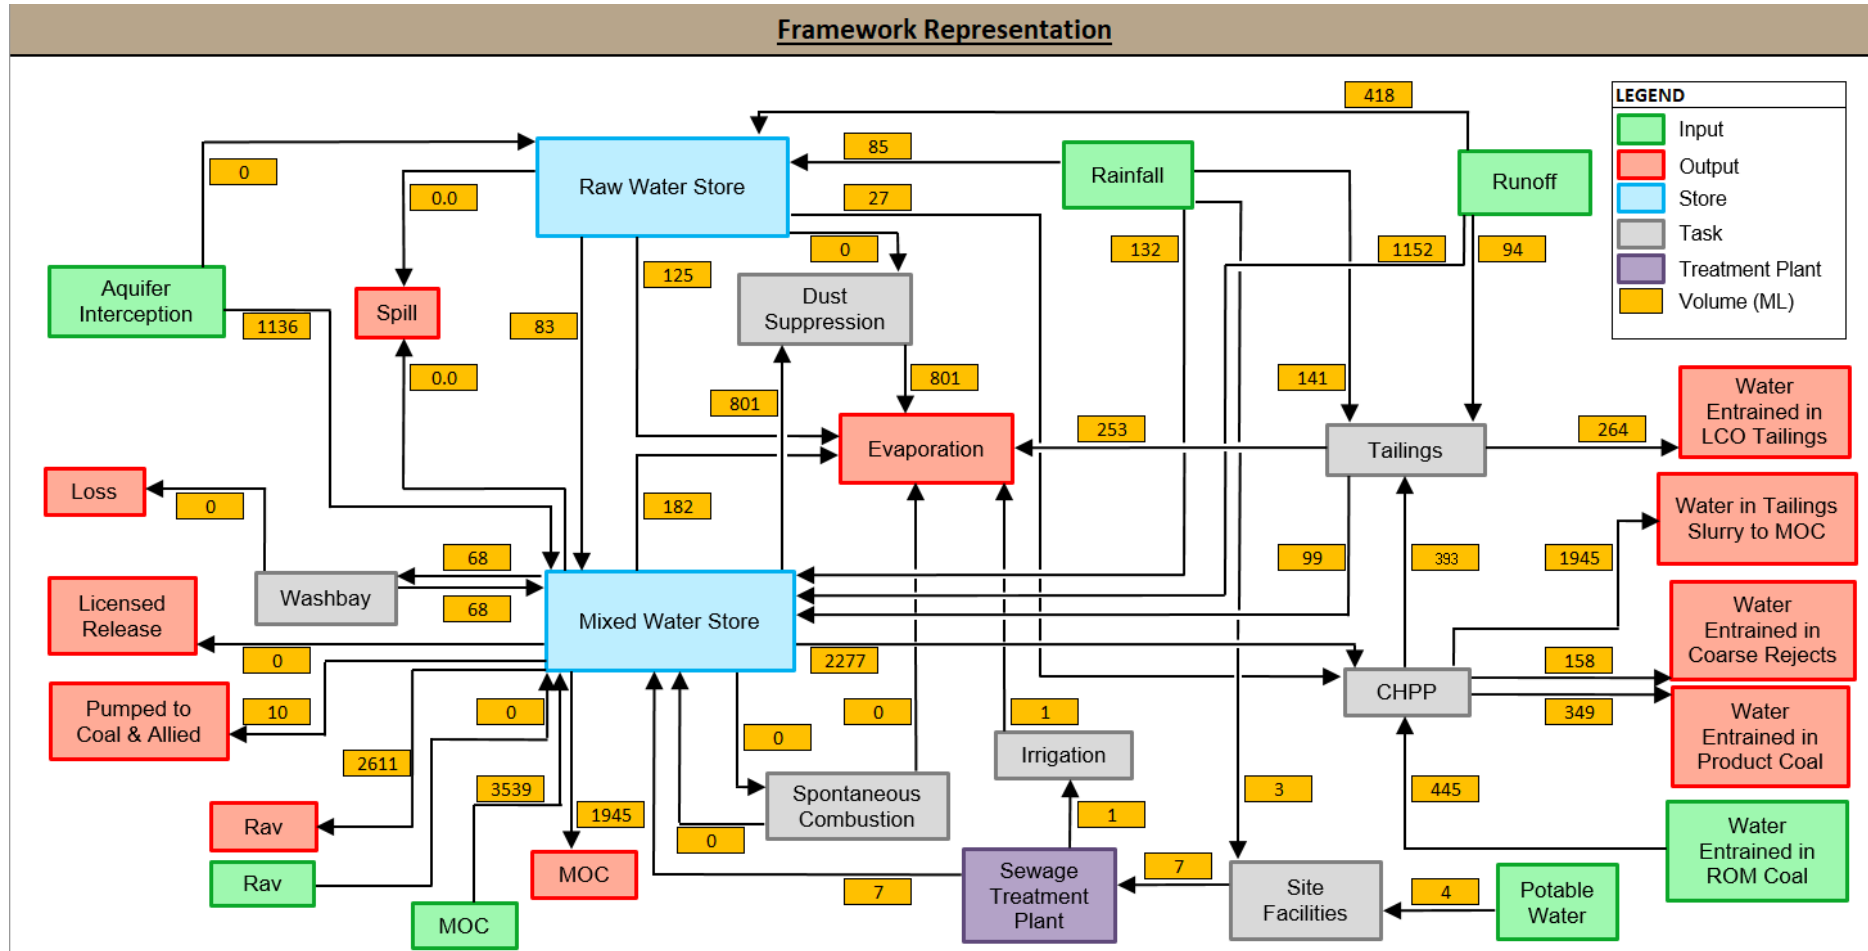 Framework Representation
418
LEGEND
Input
Output
Store
Task
Treatment Plant
Volume (ML)
0
0.0
Raw Water Store
85
27
Rainfall
Runoff
0
132
1152
94
Aquifer
Interception
1136
Spill
125
83
Dust
Suppression
0.0
801
801
141
Evaporation
253
Tailings
264
Water
Entrained in
LCO Tailings
Loss
0
182
99
393
1945
Water in Tailings
Slurry to MOC
68
Washbay
68
Licensed
Release
0
Mixed Water Store
2277
Water
Entrained in
Coarse Rejects
158
CHPP
349
Pumped to
Coal & Allied
10
0
0
0
1
Irrigation
Water
Entrained in
Product Coal
2611
3539
1945
Spontaneous
Combustion
0
1
3
445
Rav
Rav
MOC
MOC
7
Sewage
Treatment
Plant
7
Site
Facilities
4
Potable
Water
Water
Entrained in
ROM Coal